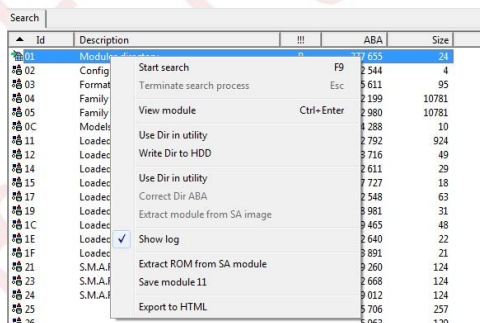 Search
Id Description !!! ABA Size
01 Modules directory 277 655 24
02 Config 2 544 4
03 Format 5 611 95
04 Family 2 199 10781
05 Family 2 980 10781
0C Models 4 288 10
11 Loaded 2 792 924
12 Loaded 3 716 49
14 Loaded 2 611 29
15 Loaded 7 727 18
17 Loaded 2 548 63
19 Loaded 8 981 31
1C Loaded 9 465 48
1E Loaded 2 640 22
1F Loaded 3 891 21
21 S.M.A.R 9 260 124
23 S.M.A.R 2 668 124
24 S.M.A.R 9 012 124
25 5 706 257
26 5 063 120
Start search F9
Terminate search process Esc
View module Ctrl+Enter
Use Dir in utility
Write Dir to HDD
Use Dir in utility
Correct Dir ABA
Extract module from SA image
Show log
Extract ROM from SA module
Save module 11
Export to HTML